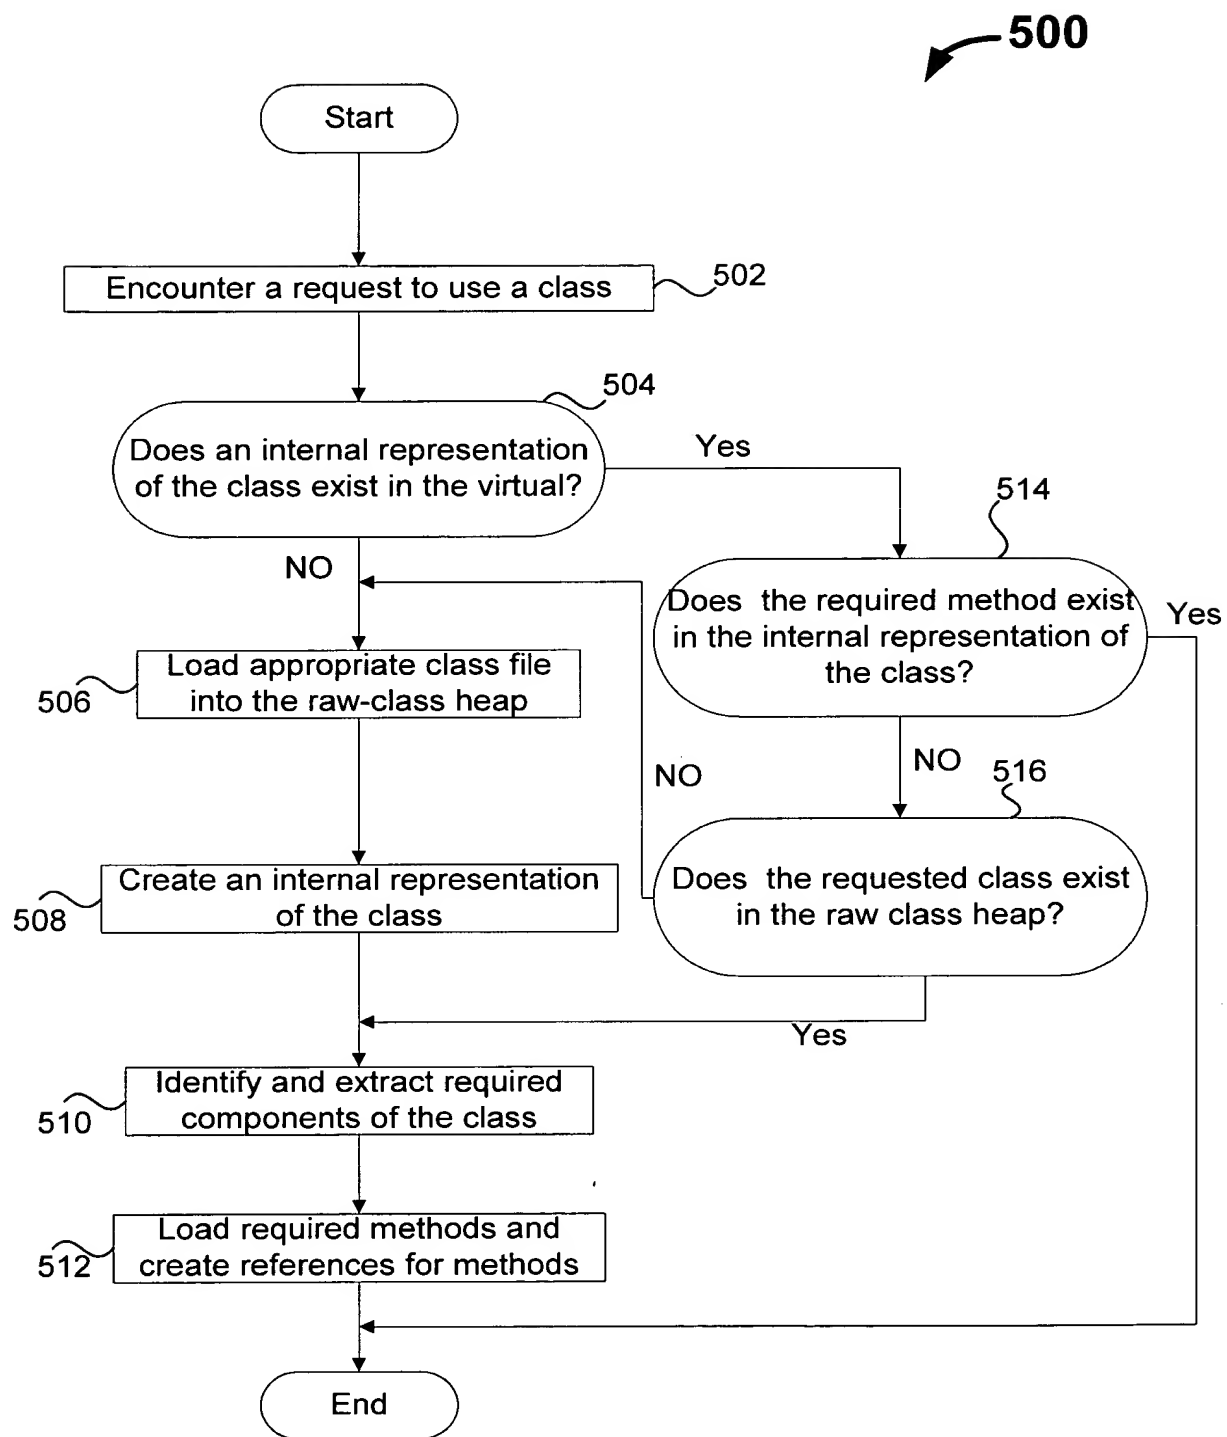 500
Start
Encounter a request to use a class
502
504
Does an internal representation
of the class exist in the virtual?
Yes
514
NO
Does  the required method exist
in the internal representation of
the class?
Yes
Load appropriate class file
into the raw-class heap
506
NO
NO
516
Create an internal representation
of the class
508
Does  the requested class exist
in the raw class heap?
Yes
Identify and extract required
components of the class
510
Load required methods and
create references for methods
512
End